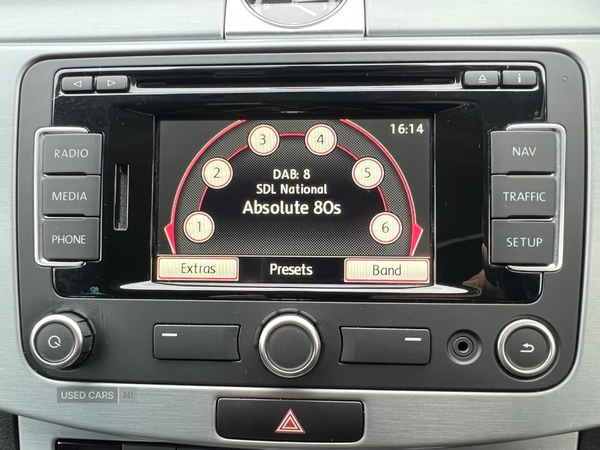 i
RADIO
MEDIA
PHONE
16:14
1
2
3
4
5
6
DAB: 8
SDL National
Absolute 80s
Extras
Presets
Band
NAV
TRAFFIC
SETUP
USED CARS NI